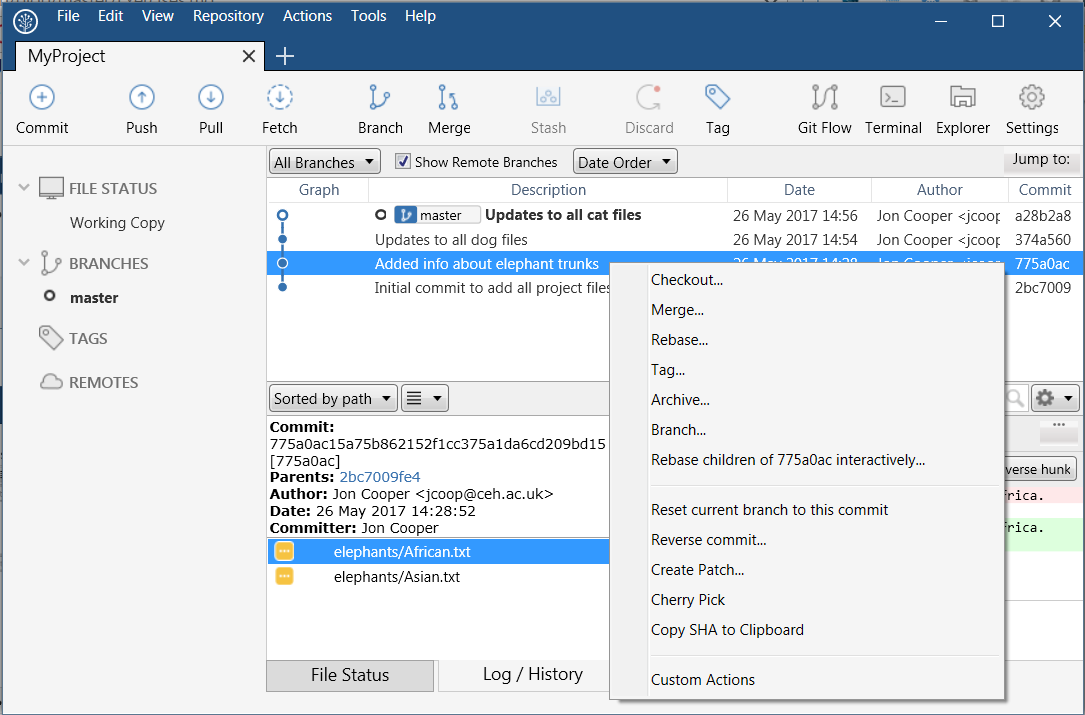 File Edit View Repository Actions Tools Help
MyProject
Commit Push Pull Fetch Branch Merge Stash Discard Tag Git Flow Terminal Explorer Settings
FILE STATUS
Working Copy
BRANCHES
master
TAGS
REMOTES
All Branches Show Remote Branches Date Order Jump to:
Graph Description Date Author Commit
master Updates to all cat files 26 May 2017 14:56 Jon Cooper <jcoop a28b2a8
Updates to all dog files 26 May 2017 14:54 Jon Cooper <jcoop 374a560
Added info about elephant trunks 26 May 2017 14:28 Jon Cooper <jcoop 775a0ac
Initial commit to add all project files 2bc7009
Sorted by path
Commit:
775a0ac15a75b862152f1cc375a1da6cd209bd15
[775a0ac]
Parents: 2bc7009fe4
Author: Jon Cooper <jcoop@ceh.ac.uk>
Date: 26 May 2017 14:28:52
Committer: Jon Cooper
elephants/African.txt
elephants/Asian.txt
File Status Log / History
Checkout...
Merge...
Rebase...
Tag...
Archive...
Branch...
Rebase children of 775a0ac interactively...
Reset current branch to this commit
Reverse commit...
Create Patch...
Cherry Pick
Copy SHA to Clipboard
Custom Actions
verse hunk
frica.
frica.